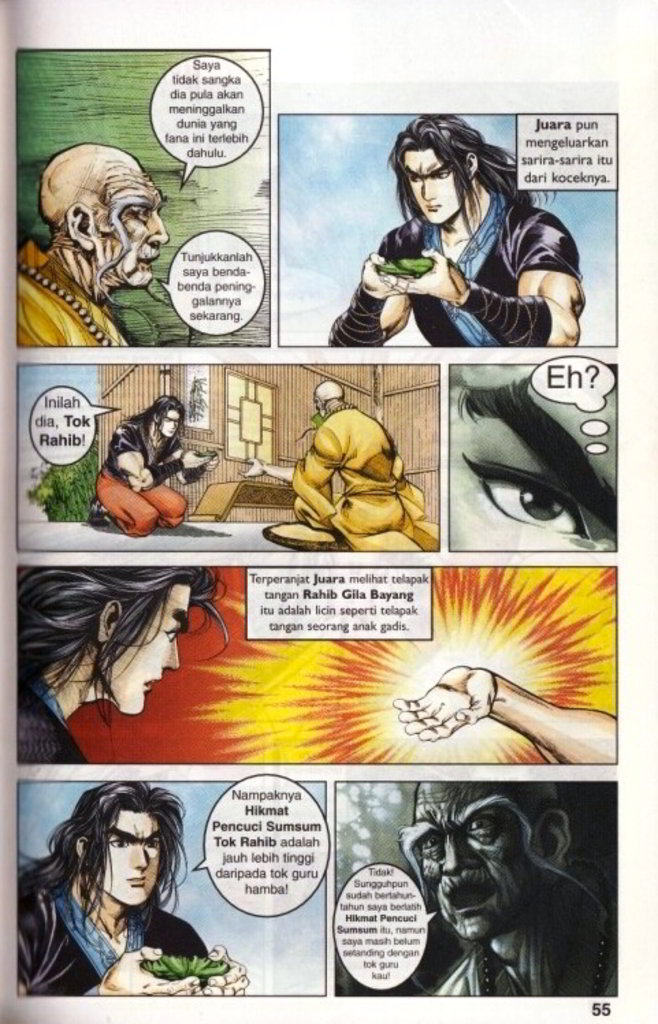 Saya
tidak sangka
dia pula akan
meninggalkan
dunia yang
fana ini terlebih
dahulu.
Tunjukkanlah
saya benda-
benda pening-
galannya
sekarang.
Juara pun
mengeluarkan
sarira-sarira itu
dari koceknya.
Inilah
dia, Tok
Rahib!
Eh?
Terperanjat Juara melihat telapak
tangan Rahib Gila Bayang
itu adalah licin seperti telapak
tangan seorang anak gadis.
Nampaknya
Hikmat
Pencuci Sumsum
Tok Rahib adalah
jauh lebih tinggi
daripada tok guru
hamba!
Tidak!
Sungguhpun
sudah bertahun-
tahun saya berlatih
Hikmat Pencuci
Sumsum, namun
saya masih belum
setanding dengan
tok guru
kau!
55